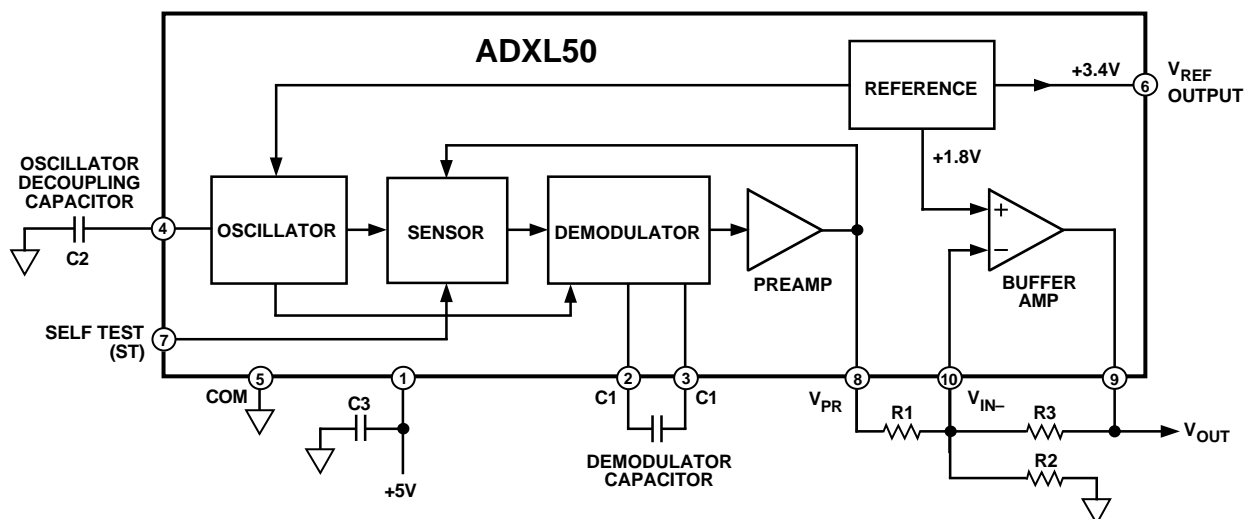 ADXL50
REFERENCE
+3.4V
6
VREF
OUTPUT
+1.8V
OSCILLATOR
DECOUPLING
CAPACITOR
C2
4
OSCILLATOR
SENSOR
DEMODULATOR
PREAMP
+
−
BUFFER
AMP
SELF TEST
(ST)
7
5
COM
1
C3
+5V
2
C1
3
C1
DEMODULATOR
CAPACITOR
8
VPR
R1
10
VIN–
R3
R2
9
VOUT